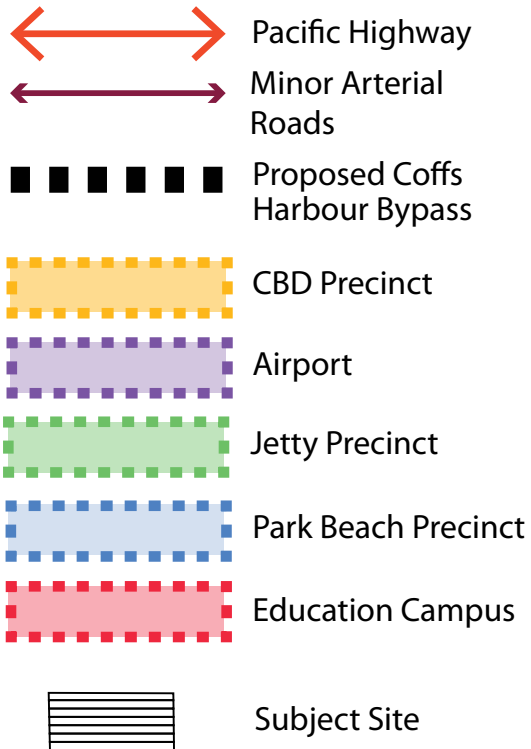 Pacific Highway
Minor Arterial
Roads
Proposed Coffs
Harbour Bypass
CBD Precinct
Airport
Jetty Precinct
Park Beach Precinct
Education Campus
Subject Site